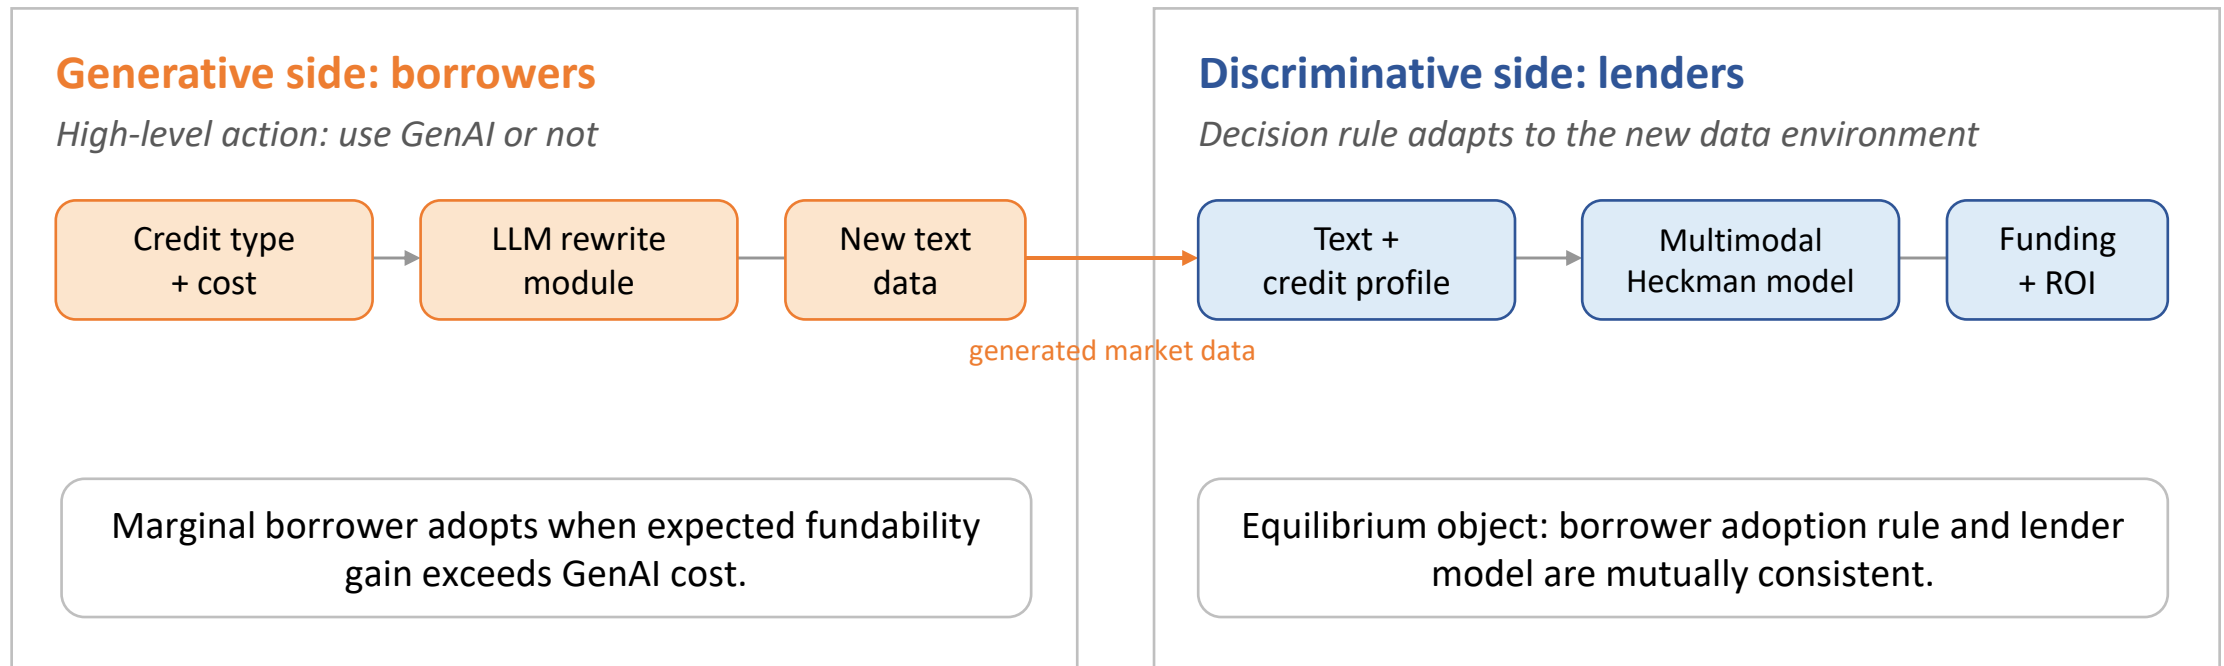 Generative side: borrowers
High-level action: use GenAI or not
Credit type
+ cost
LLM rewrite
module
New text
data
generated market data
Marginal borrower adopts when expected fundability
gain exceeds GenAI cost.
Discriminative side: lenders
Decision rule adapts to the new data environment
Text +
credit profile
Multimodal
Heckman model
Funding
+ ROI
Equilibrium object: borrower adoption rule and lender
model are mutually consistent.